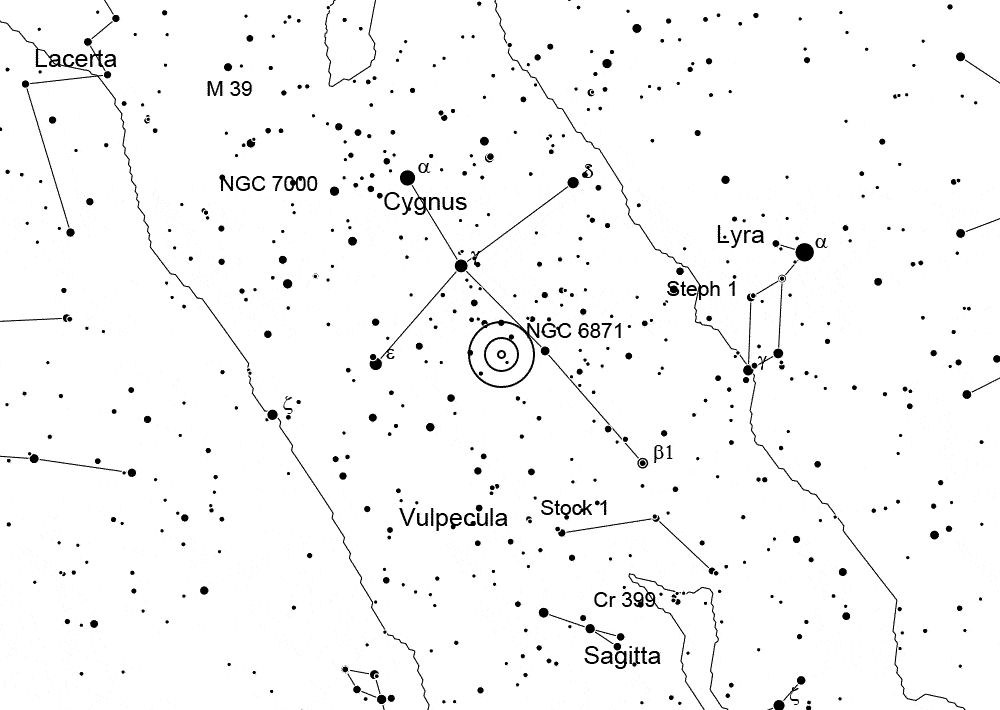 Lacerta
M 39
α
δ
NGC 7000
Cygnus
Lyra
α
γ
Steph 1
NGC 6871
ε
γ
ζ
β1
Stock 1
Vulpecula
Cr 399
Sagitta
ζ